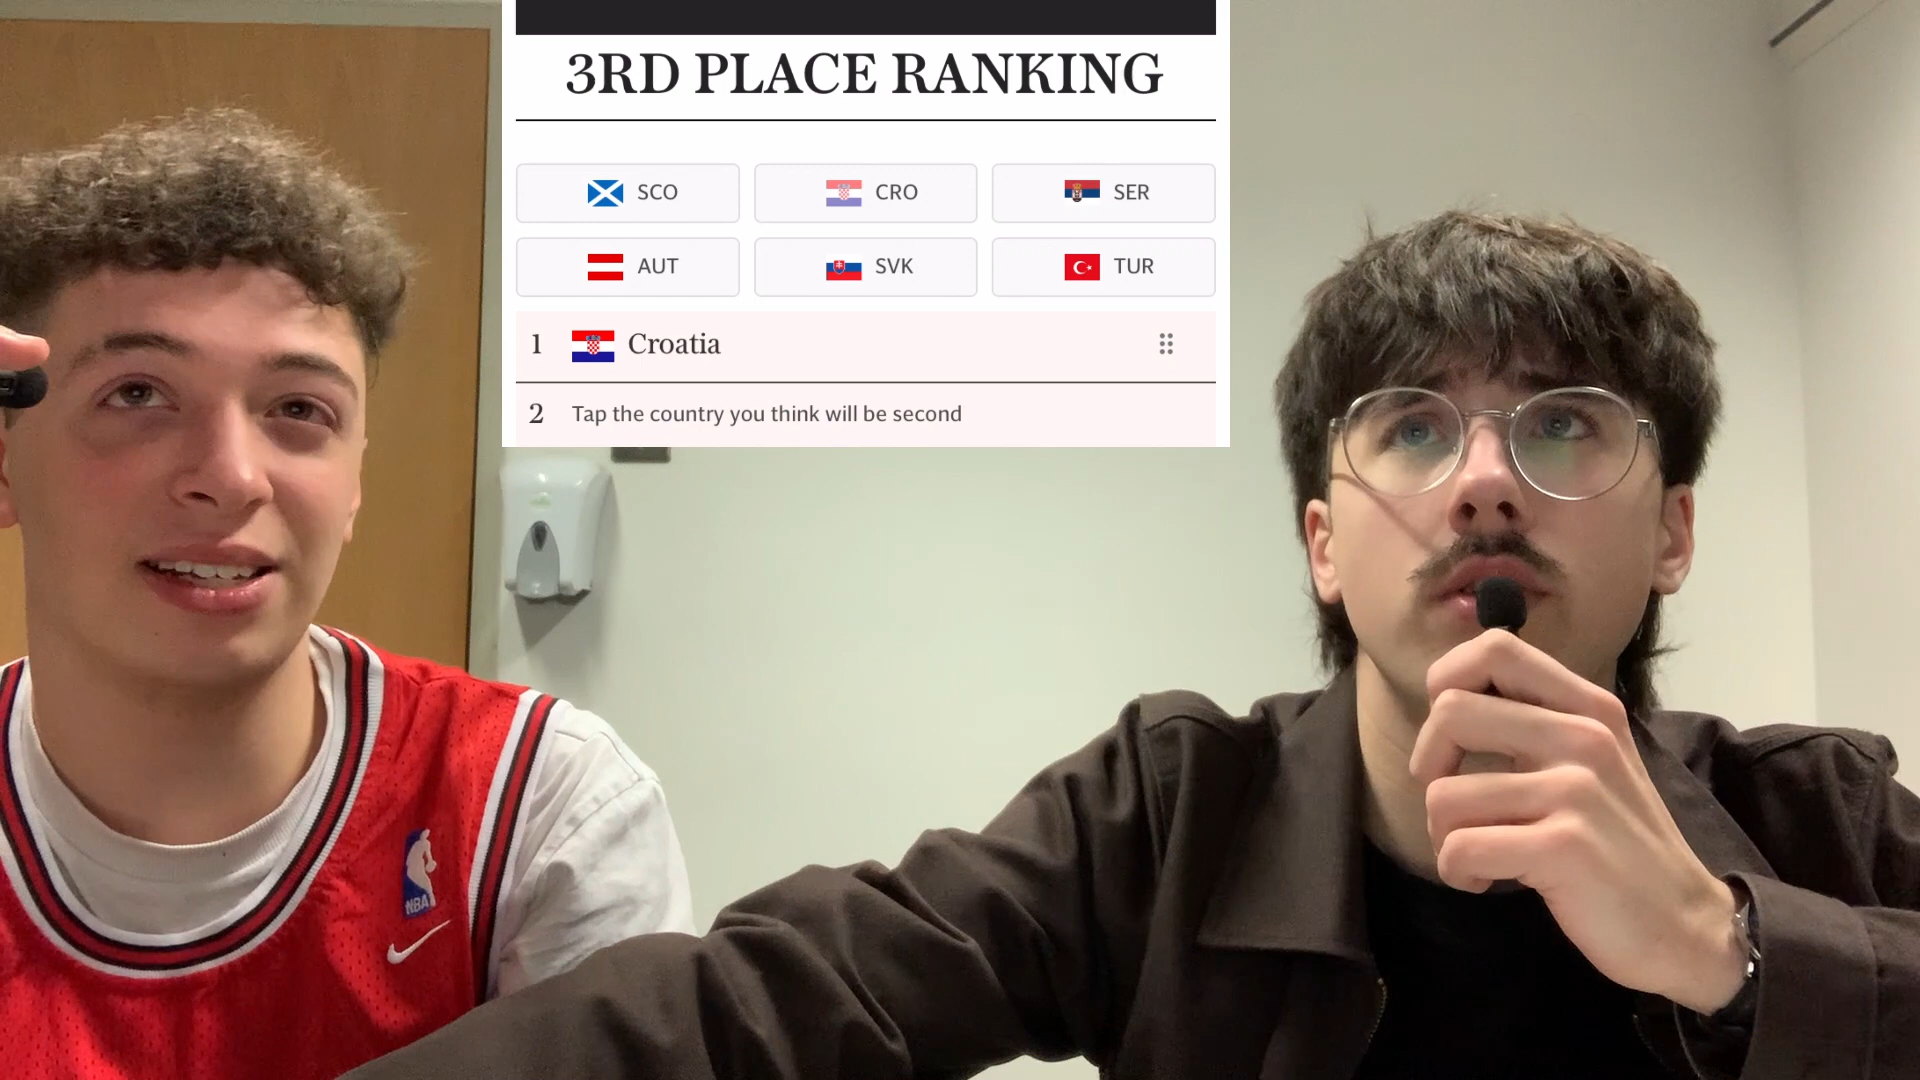 3RD PLACE RANKING
SCO CRO SER
AUT SVK TUR
1 Croatia
2 Tap the country you think will be second
NBA